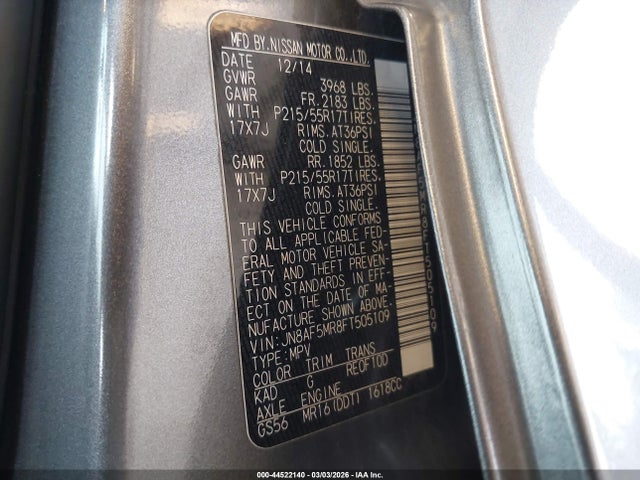 MFD BY.NISSAN MOTOR CO.,LTD.
DATE 12/14
GVWR 3968 LBS.
GAWR FR.2183 LBS.
WITH P215/55R17TIRES.
17X7J RIMS.AT36PSI
COLD SINGLE.
GAWR RR.1852 LBS.
WITH P215/55R17TIRES.
17X7J RIMS.AT36PSI
COLD SINGLE.
THIS VEHICLE CONFORMS
TO ALL APPLICABLE FED-
ERAL MOTOR VEHICLE SA-
FETY AND THEFT PREVEN-
TION STANDARDS IN EFF-
ECT ON THE DATE OF MA-
NUFACTURE SHOWN ABOVE.
VIN:JN8AF5MR8FT505109
TYPE:MPV
COLOR TRIM TRANS
KAD G RE0F10D
AXLE ENGINE
GS56 MR16(DDT) 1618CC
000-44522140 - 03/03/2026 - IAA Inc.